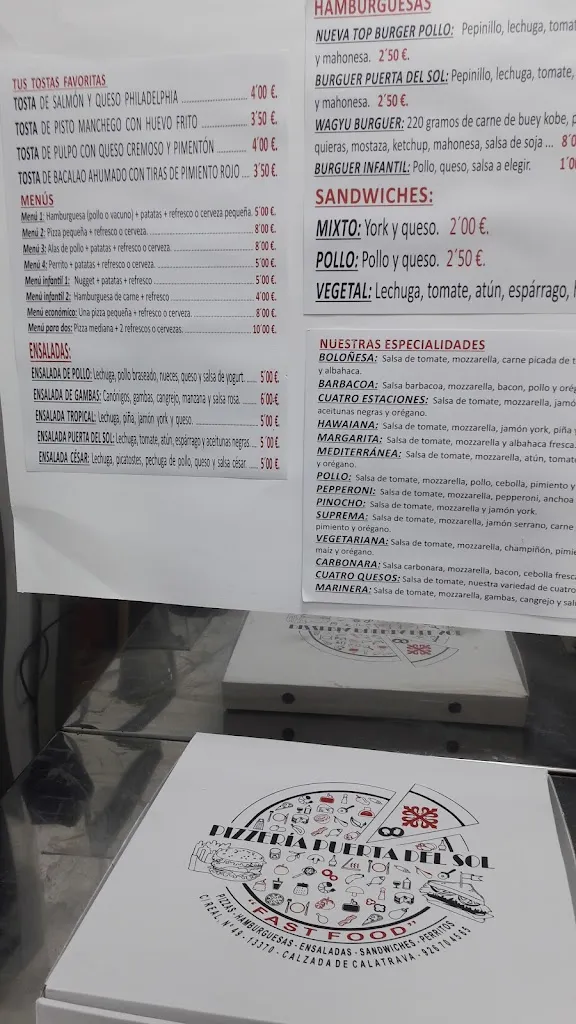 TUS TOSTAS FAVORITAS
TOSTA DE SALMÓN Y QUESO PHILADELPHIA ........ 4´00 €.
TOSTA DE PISTO MANCHEGO CON HUEVO FRITO ........ 3´50 €.
TOSTA DE PULPO CON QUESO CREMOSO Y PIMENTÓN ........ 4´00 €.
TOSTA DE BACALAO AHUMADO CON TIRAS DE PIMIENTO ROJO .... 3´50 €.
MENÚS
Menú 1: Hamburguesa (pollo o vacuno) + patatas + refresco o cerveza pequeña. 5´00 €.
Menú 2: Pizza pequeña + refresco o cerveza. ........ 8´00 €.
Menú 3: Alas de pollo + patatas + refresco o cerveza. ........ 8´00 €.
Menú 4: Perrito + patatas + refresco o cerveza. ........ 5´00 €.
Menú infantil 1: Nugget + patatas + refresco ........ 5´00 €.
Menú infantil 2: Hamburguesa de carne + refresco ........ 4´00 €.
Menú económico: Una pizza pequeña + refresco o cerveza. ........ 8´00 €.
Menú para dos: Pizza mediana + 2 refrescos o cervezas. ........ 10´00 €.
ENSALADAS:
ENSALADA DE POLLO: Lechuga, pollo braseado, nueces, queso y salsa de yogurt. .... 5´00 €.
ENSALADA DE GAMBAS: Canónigos, gambas, cangrejo, manzana y salsa rosa. .... 6´00 €.
ENSALADA TROPICAL: Lechuga, piña, jamón york y queso. ........ 5´00 €.
ENSALADA PUERTA DEL SOL: Lechuga, tomate, atún, espárrago y aceitunas negras .... 5´00 €.
ENSALADA CÉSAR: Lechuga, picatostes, pechuga de pollo, queso y salsa césar. .... 5´00 €.
HAMBURGUESAS
NUEVA TOP BURGER POLLO: Pepinillo, lechuga, tomat
y mahonesa. 2´50 €.
BURGUER PUERTA DEL SOL: Pepinillo, lechuga, tomate,
y mahonesa. 2´50 €.
WAGYU BURGUER: 220 gramos de carne de buey kobe, p
quieras, mostaza, ketchup, mahonesa, salsa de soja ... 8´0
BURGUER INFANTIL: Pollo, queso, salsa a elegir. 1´0
SANDWICHES:
MIXTO: York y queso. 2´00 €.
POLLO: Pollo y queso. 2´50 €.
VEGETAL: Lechuga, tomate, atún, espárrago, h
NUESTRAS ESPECIALIDADES
BOLOÑESA: Salsa de tomate, mozzarella, carne picada de t
y albahaca.
BARBACOA: Salsa barbacoa, mozzarella, bacon, pollo y oré
CUATRO ESTACIONES: Salsa de tomate, mozzarella, jamó
aceitunas negras y orégano.
HAWAIANA: Salsa de tomate, mozzarella, jamón york, piña y
MARGARITA: Salsa de tomate, mozzarella y albahaca fresca.
MEDITERRÁNEA: Salsa de tomate, mozzarella, atún, tomate
y orégano.
POLLO: Salsa de tomate, mozzarella, pollo, cebolla, pimiento y
PEPPERONI: Salsa de tomate, mozzarella, pepperoni, anchoa
PINOCHO: Salsa de tomate, mozzarella y jamón york.
SUPREMA: Salsa de tomate, mozzarella, jamón serrano, carne
pimiento y orégano.
VEGETARIANA: Salsa de tomate, mozzarella, champiñón, pimie
maíz y orégano.
CARBONARA: Salsa carbonara, mozzarella, bacon, cebolla fresca
CUATRO QUESOS: Salsa de tomate, nuestra variedad de cuatro
MARINERA: Salsa de tomate, mozzarella, gambas, cangrejo y sal
PIZZERÍA PUERTA DEL SOL
"FAST FOOD"
PIZZAS - HAMBURGUESAS - ENSALADAS - SANDWICHES - PERRITOS
C/ REAL, Nº 49 - 13370 - CALZADA DE CALATRAVA - 926 70 45 85